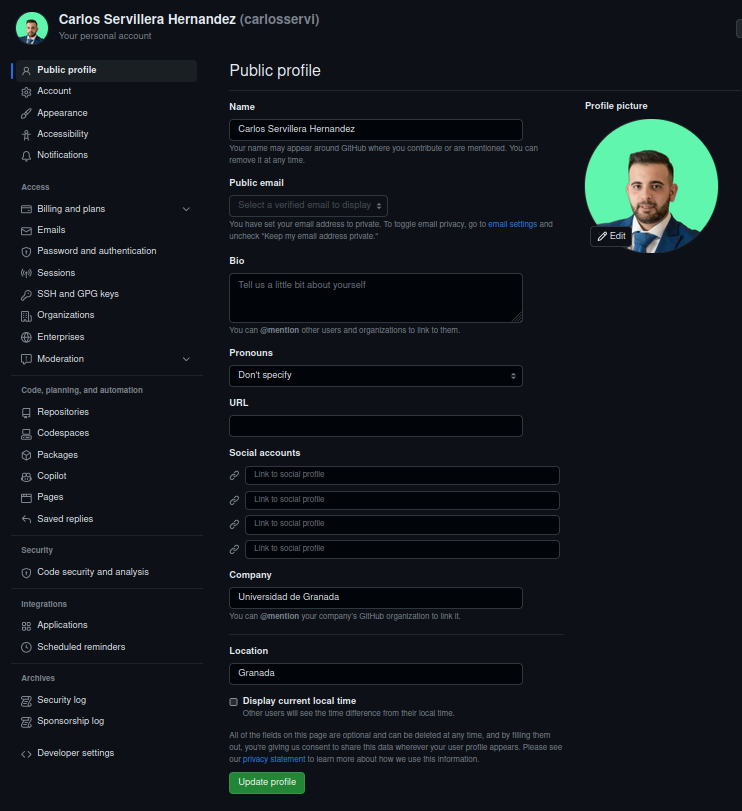 Carlos Servillera Hernandez (carlosservi)
Your personal account
Public profile
Account
Appearance
Accessibility
Notifications
Access
Billing and plans
Emails
Password and authentication
Sessions
SSH and GPG keys
Organizations
Enterprises
Moderation
Code, planning, and automation
Repositories
Codespaces
Packages
Copilot
Pages
Saved replies
Security
Code security and analysis
Integrations
Applications
Scheduled reminders
Archives
Security log
Sponsorship log
Developer settings
Public profile
Name
Carlos Servillera Hernandez
Your name may appear around GitHub where you contribute or are mentioned. You can
remove it at any time.
Public email
Select a verified email to display
You have set your email address to private. To toggle email privacy, go to email settings and
uncheck "Keep my email address private."
Bio
Tell us a little bit about yourself
You can @mention other users and organizations to link to them.
Pronouns
Don't specify
URL
Social accounts
Link to social profile
Link to social profile
Link to social profile
Link to social profile
Company
Universidad de Granada
You can @mention your company's GitHub organization to link it.
Location
Granada
Display current local time
Other users will see the time difference from their local time.
All of the fields on this page are optional and can be deleted at any time, and by filling them
out, you're giving us consent to share this data wherever your user profile appears. Please see
our privacy statement to learn more about how we use this information.
Update profile
Profile picture
Edit